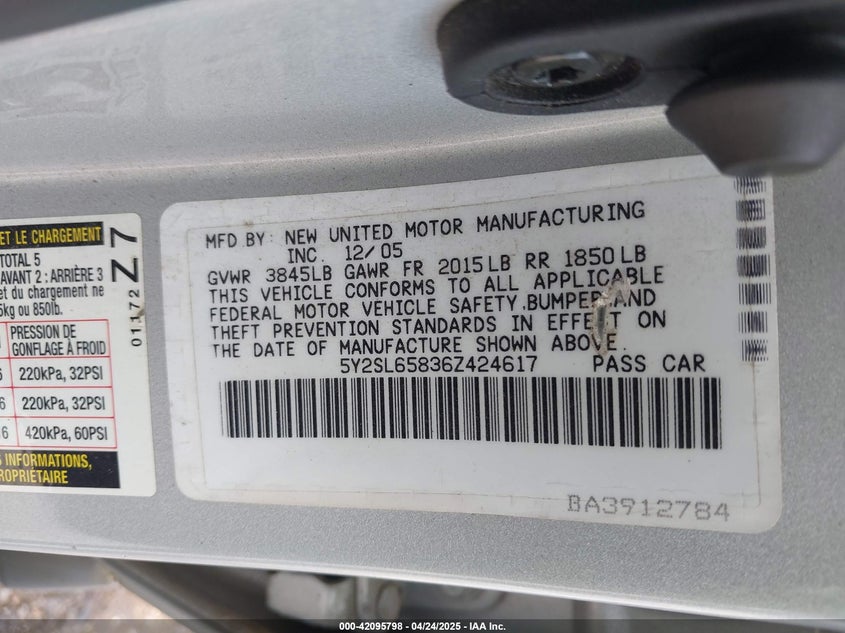 ET LE CHARGEMENT
TOTAL 5
AVANT 2 : ARRIÈRE 3
et du chargement ne
5kg ou 850lb.
PRESSION DE
GONFLAGE À FROID
220kPa, 32PSI
6 220kPa, 32PSI
6 420kPa, 60PSI
INFORMATIONS,
PROPRIÉTAIRE
01172 Z 7
MFD BY: NEW UNITED MOTOR MANUFACTURING
INC. 12/05
GVWR 3845LB GAWR FR 2015LB RR 1850LB
THIS VEHICLE CONFORMS TO ALL APPLICABLE
FEDERAL MOTOR VEHICLE SAFETY,BUMPER AND
THEFT PREVENTION STANDARDS IN EFFECT ON
THE DATE OF MANUFACTURE SHOWN ABOVE.
5Y2SL65836Z424617 PASS CAR
BA3912784
000-42095798 - 04/24/2025 - IAA Inc.